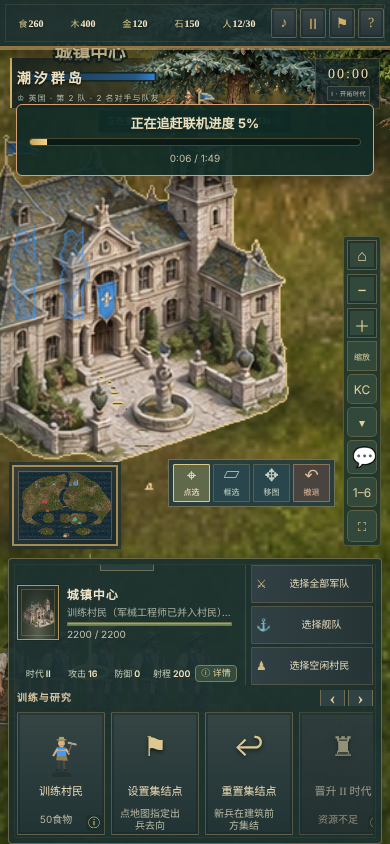 食260 木400 金120 石150 人12/30 ?
城镇中心
潮汐群岛
英国 · 第 2 队 · 2 名对手与队友
00:00
I · 开拓时代
正在追赶联机进度 5%
0:06 / 1:49
缩放
KC
1–6
点选 框选 移图 撤退
城镇中心
训练村民（军械工程师已并入村民）...
2200 / 2200
时代 II 攻击 16 防御 0 射程 200 详情
选择全部军队
选择舰队
选择空闲村民
训练与研究
训练村民
50食物
设置集结点
点地图指定出
兵去向
重置集结点
新兵在建筑前
方集结
晋升 II 时代
资源不足